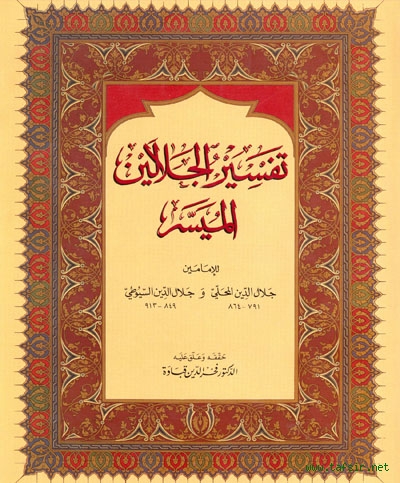 تفسير الجلالين
الميسر
للإمامين
جلال الدين المحلي و جلال الدين السيوطي
٧٩١ - ٨٦٤ ٨٤٩ - ٩١٣
حققه وعلق عليه
الدكتور فخر الدين قباوة
www.tafsir.net